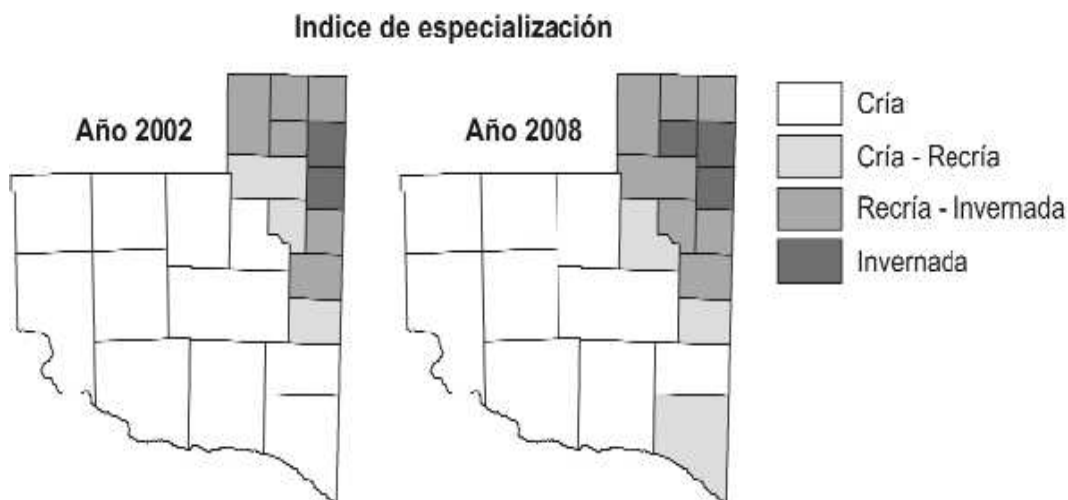 Indice de especialización
Año 2002
Año 2008
Cría
Cría - Recría
Recría - Invernada
Invernada